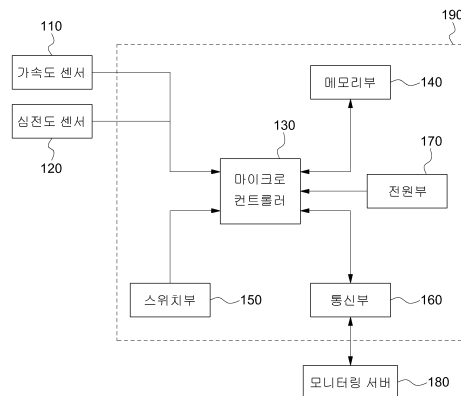 110
190
가속도 센서
메모리부
140
심전도 센서
130
120
170
마이크로
컨트롤러
전원부
스위치부
150
통신부
160
모니터링 서버
180